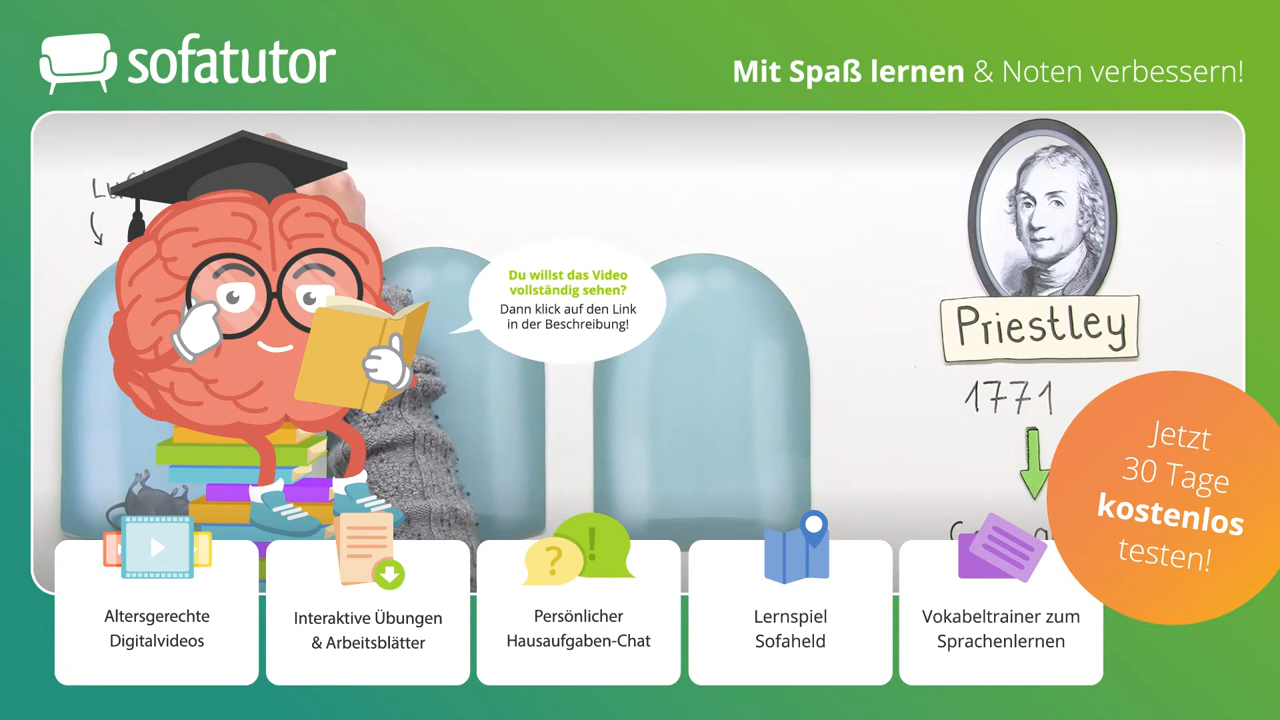 sofatutor
Mit Spaß lernen & Noten verbessern!
Du willst das Video
vollständig sehen?
Dann klick auf den Link
in der Beschreibung!
Priestley
1771
Jetzt
30 Tage
kostenlos
testen!
Altersgerechte
Digitalvideos
Interaktive Übungen
& Arbeitsblätter
Persönlicher
Hausaufgaben-Chat
Lernspiel
Sofaheld
Vokabeltrainer zum
Sprachenlernen